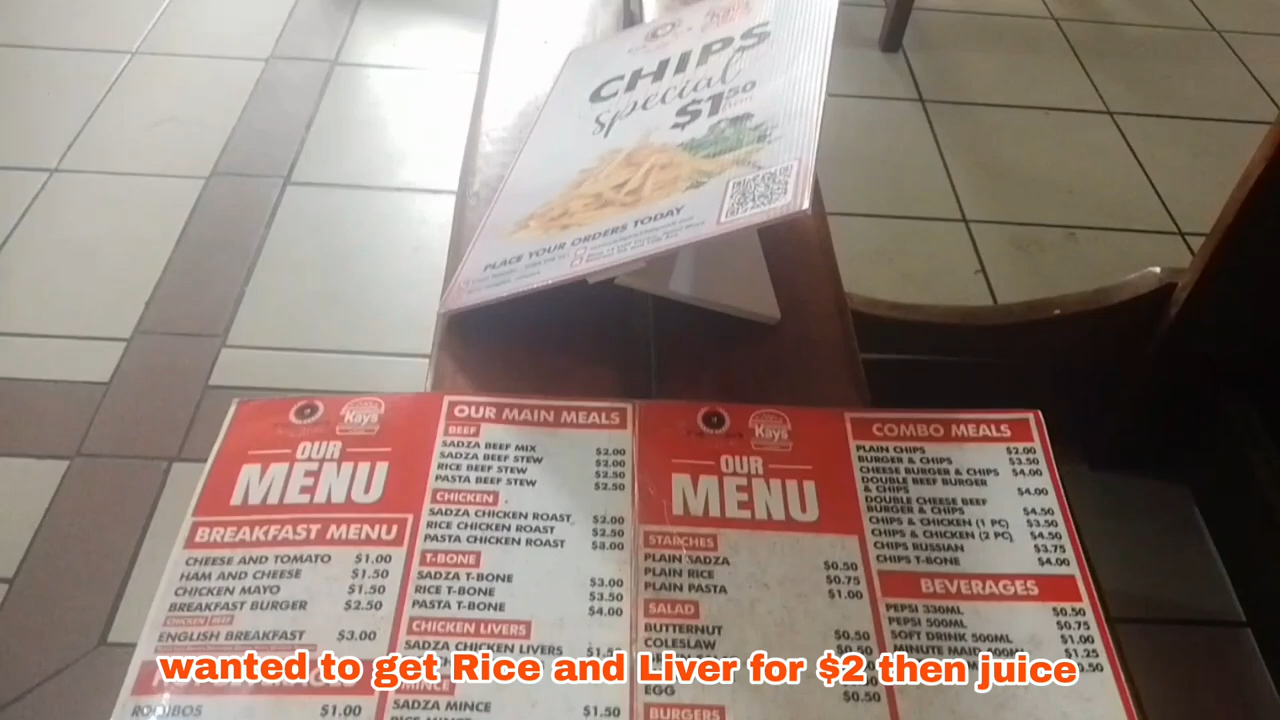 CHIPS
special
$1.50
PLACE YOUR ORDERS TODAY
Kays
OUR
MENU
BREAKFAST MENU
CHEESE AND TOMATO $1.00
HAM AND CHEESE $1.50
CHICKEN MAYO $1.50
BREAKFAST BURGER $2.50
CHICKEN BEEF
ENGLISH BREAKFAST $3.00
ROOIBOS $1.00
OUR MAIN MEALS
BEEF
SADZA BEEF MIX $2.00
SADZA BEEF STEW $2.00
RICE BEEF STEW $2.50
PASTA BEEF STEW $2.50
CHICKEN
SADZA CHICKEN ROAST $2.00
RICE CHICKEN ROAST $2.50
PASTA CHICKEN ROAST $8.00
T-BONE
SADZA T-BONE $3.00
RICE T-BONE $3.50
PASTA T-BONE $4.00
CHICKEN LIVERS
SADZA CHICKEN LIVERS
MINCE
SADZA MINCE $1.50
Kays
OUR
MENU
STARCHES
PLAIN SADZA $0.50
PLAIN RICE $0.75
PLAIN PASTA $1.00
SALAD
BUTTERNUT $0.50
COLESLAW
EGG $0.50
BURGERS
COMBO MEALS
PLAIN CHIPS $2.00
BURGER & CHIPS $3.50
CHEESE BURGER & CHIPS $4.00
DOUBLE BEEF BURGER
& CHIPS $4.00
DOUBLE CHEESE BEEF
BURGER & CHIPS $4.50
CHIPS & CHICKEN (1 PC) $3.50
CHIPS & CHICKEN (2 PC) $4.50
CHIPS RUSSIAN $3.75
CHIPS T-BONE $4.00
BEVERAGES
PEPSI 330ML $0.50
PEPSI 500ML $0.75
SOFT DRINK 500ML $1.00
MINUTE MAID 400ML $1.25
wanted to get Rice and Liver for $2 then juice